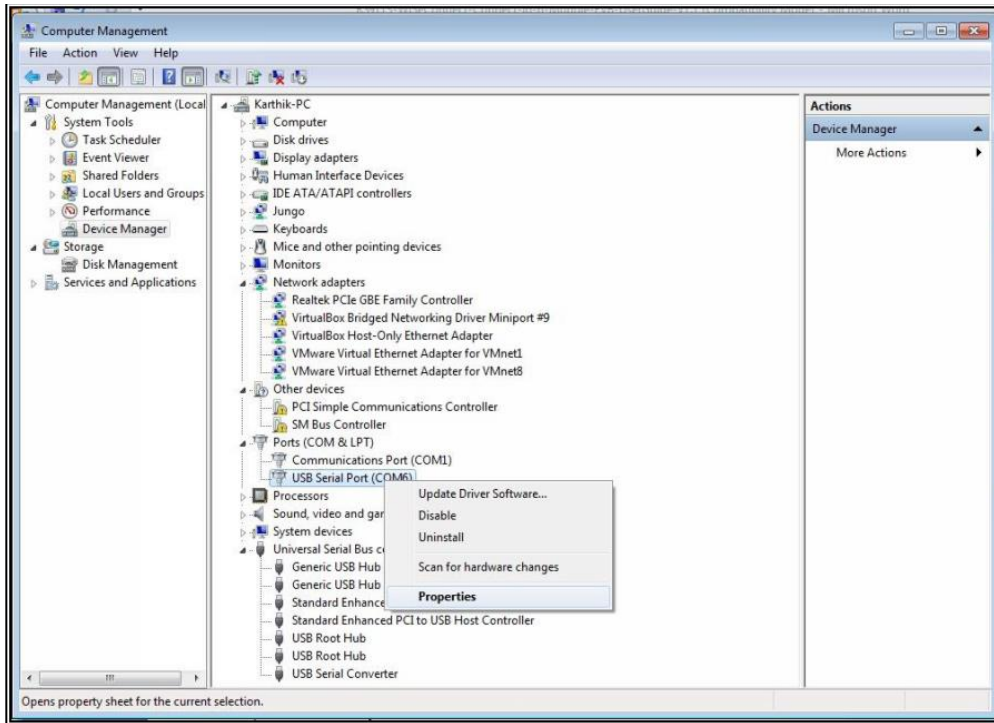 Computer Management
File Action View Help
Computer Management (Local
System Tools
Task Scheduler
Event Viewer
Shared Folders
Local Users and Groups
Performance
Device Manager
Storage
Disk Management
Services and Applications
Karthik-PC
Computer
Disk drives
Display adapters
Human Interface Devices
IDE ATA/ATAPI controllers
Jungo
Keyboards
Mice and other pointing devices
Monitors
Network adapters
Realtek PCIe GBE Family Controller
VirtualBox Bridged Networking Driver Miniport #9
VirtualBox Host-Only Ethernet Adapter
VMware Virtual Ethernet Adapter for VMnet1
VMware Virtual Ethernet Adapter for VMnet8
Other devices
PCI Simple Communications Controller
SM Bus Controller
Ports (COM & LPT)
Communications Port (COM1)
USB Serial Port (COM6)
Processors
Sound, video and gar
System devices
Universal Serial Bus c
Generic USB Hub
Generic USB Hub
Standard Enhance
Standard Enhanced PCI to USB Host Controller
USB Root Hub
USB Root Hub
USB Serial Converter
Update Driver Software...
Disable
Uninstall
Scan for hardware changes
Properties
Actions
Device Manager
More Actions
Opens property sheet for the current selection.